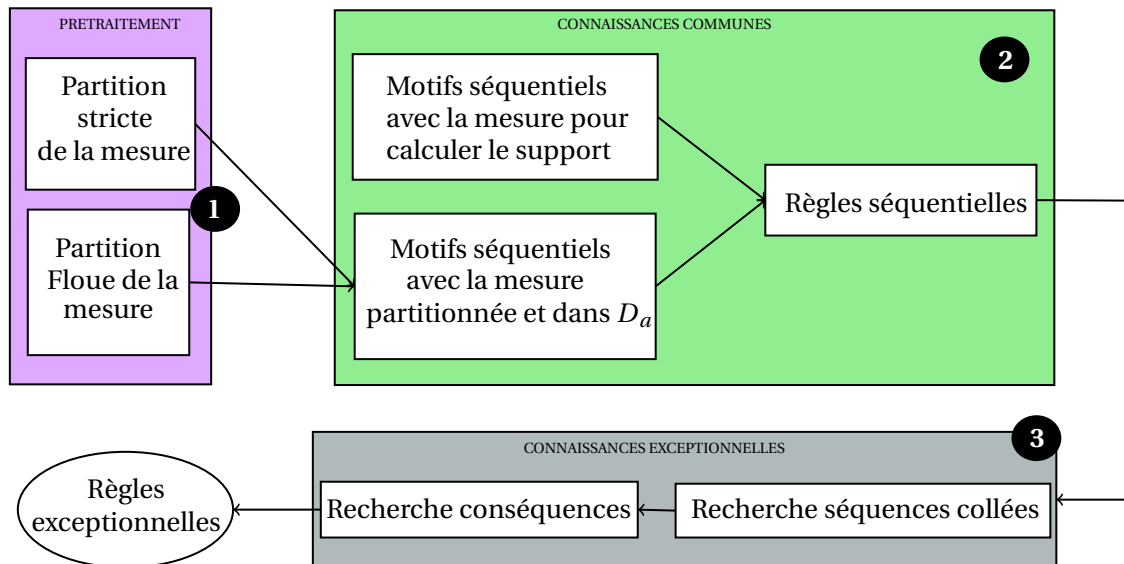 PRETRAITEMENT
Partition
stricte
de la mesure
1
Partition
Floue de la
mesure
CONNAISSANCES COMMUNES
2
Motifs séquentiels
avec la mesure pour
calculer le support
Motifs séquentiels
avec la mesure
partitionnée et dans D_a
Règles séquentielles
CONNAISSANCES EXCEPTIONNELLES
3
Recherche séquences collées
Recherche conséquences
Règles
exceptionnelles